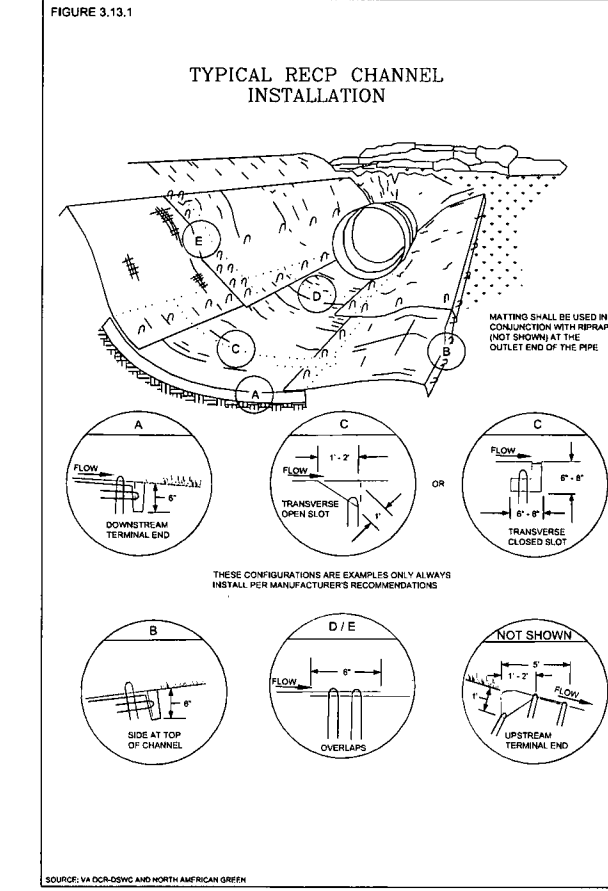 FIGURE 3.13.1
TYPICAL RECP CHANNEL
INSTALLATION
E
D
C
B
A
MATTING SHALL BE USED IN
CONJUNCTION WITH RIPRAP
(NOT SHOWN) AT THE
OUTLET END OF THE PIPE
A
FLOW
6"
DOWNSTREAM
TERMINAL END
C
1' - 2'
FLOW
TRANSVERSE
OPEN SLOT
1'
OR
C
FLOW
6" - 8"
6" - 8"
TRANSVERSE
CLOSED SLOT
THESE CONFIGURATIONS ARE EXAMPLES ONLY ALWAYS
INSTALL PER MANUFACTURER'S RECOMMENDATIONS
B
6"
SIDE AT TOP
OF CHANNEL
D / E
6"
FLOW
OVERLAPS
NOT SHOWN
5'
1' - 2'
1'
FLOW
UPSTREAM
TERMINAL END
SOURCE: VA DCR-DSWC AND NORTH AMERICAN GREEN